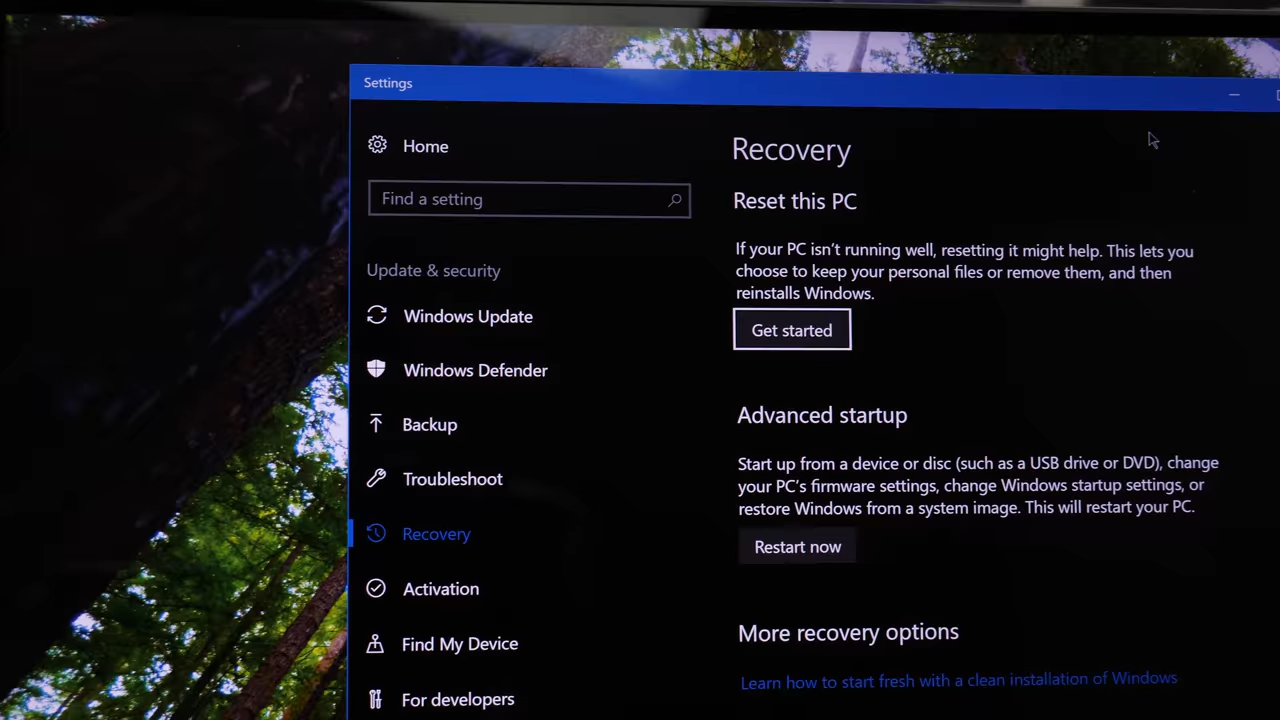 Settings
Home
Find a setting
Update & security
Windows Update
Windows Defender
Backup
Troubleshoot
Recovery
Activation
Find My Device
For developers
Recovery
Reset this PC
If your PC isn't running well, resetting it might help. This lets you
choose to keep your personal files or remove them, and then
reinstalls Windows.
Get started
Advanced startup
Start up from a device or disc (such as a USB drive or DVD), change
your PC's firmware settings, change Windows startup settings, or
restore Windows from a system image. This will restart your PC.
Restart now
More recovery options
Learn how to start fresh with a clean installation of Windows